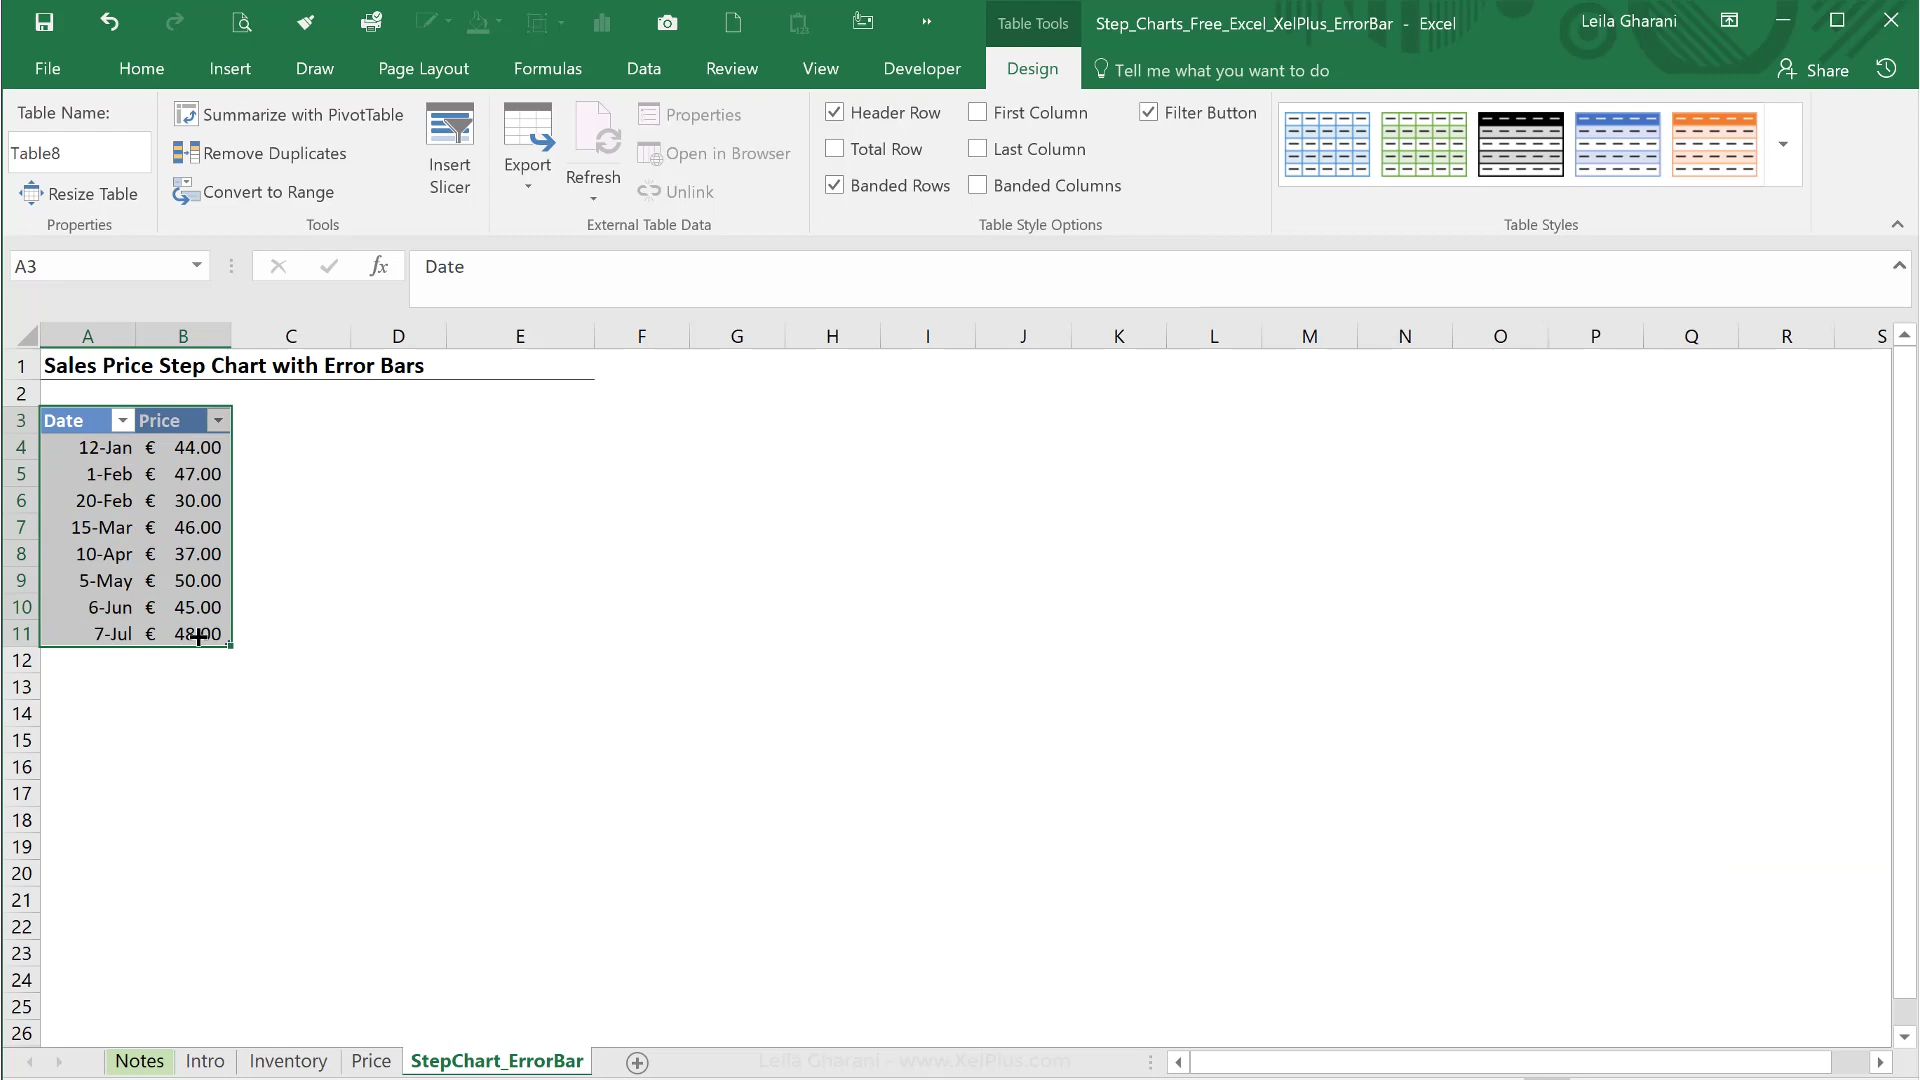 Table Tools
Step_Charts_Free_Excel_XelPlus_ErrorBar - Excel
Leila Gharani
File Home Insert Draw Page Layout Formulas Data Review View Developer Design Tell me what you want to do Share
Table Name:
Table8
Resize Table
Properties
Summarize with PivotTable
Remove Duplicates
Convert to Range
Tools
Insert
Slicer
Export
Refresh
Properties
Open in Browser
Unlink
External Table Data
Header Row First Column Filter Button
Total Row Last Column
Banded Rows Banded Columns
Table Style Options
Table Styles
A3
fx
Date
A B C D E F G H I J K L M N O P Q R S
1 Sales Price Step Chart with Error Bars
2
3 Date Price
4 12-Jan € 44.00
5 1-Feb € 47.00
6 20-Feb € 30.00
7 15-Mar € 46.00
8 10-Apr € 37.00
9 5-May € 50.00
10 6-Jun € 45.00
11 7-Jul € 48.00
12
13
14
15
16
17
18
19
20
21
22
23
24
25
26
Notes Intro Inventory Price StepChart_ErrorBar
Leila Gharani - www.XelPlus.com